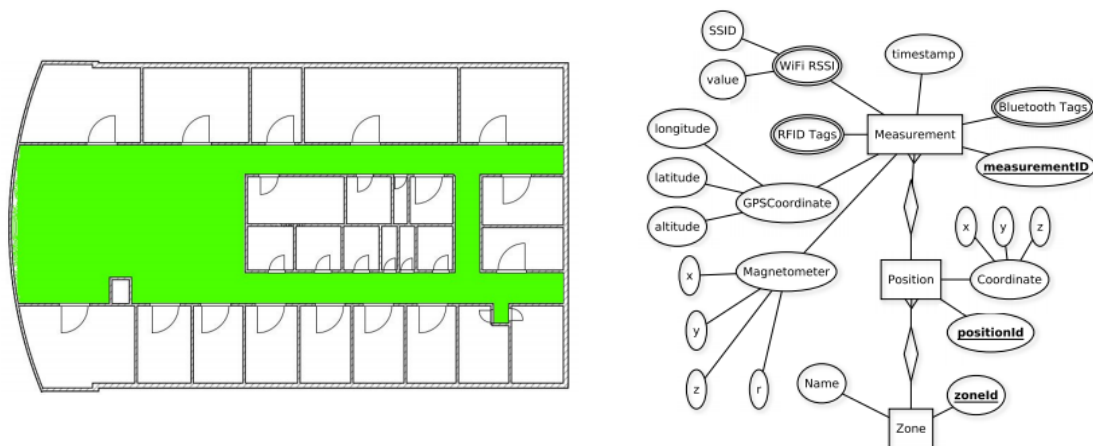 SSID
WiFi RSSI
timestamp
value
Bluetooth Tags
longitude
RFID Tags
Measurement
measurementID
latitude
GPSCoordinate
altitude
x
y
z
x
Magnetometer
Position
Coordinate
y
positionId
z
r
Name
zoneId
Zone